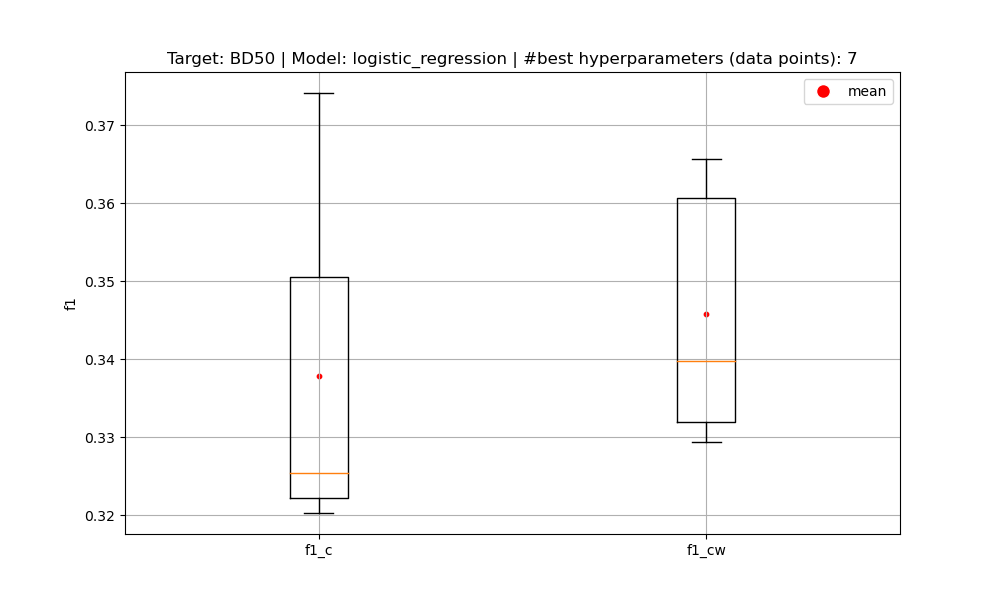 Target: BD50 | Model: logistic_regression | #best hyperparameters (data points): 7
mean
0.37
0.36
0.35
0.34
0.33
0.32
f1
f1_c
f1_cw